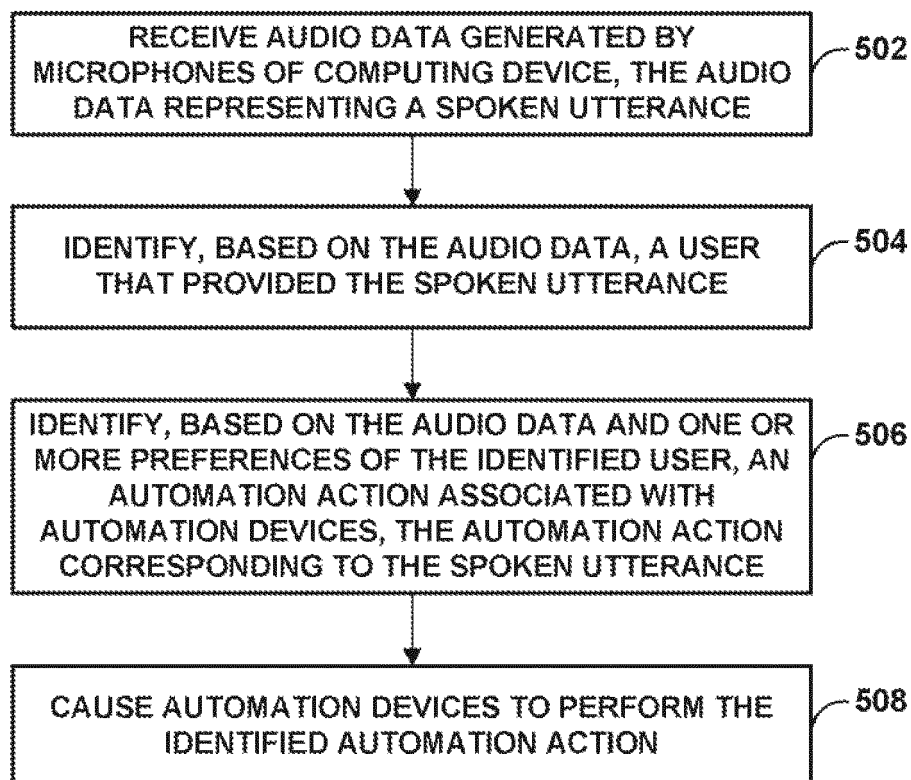 RECEIVE AUDIO DATA GENERATED BY
MICROPHONES OF COMPUTING DEVICE, THE AUDIO
DATA REPRESENTING A SPOKEN UTTERANCE
502
IDENTIFY, BASED ON THE AUDIO DATA, A USER
THAT PROVIDED THE SPOKEN UTTERANCE
504
IDENTIFY, BASED ON THE AUDIO DATA AND ONE OR
MORE PREFERENCES OF THE IDENTIFIED USER, AN
AUTOMATION ACTION ASSOCIATED WITH
AUTOMATION DEVICES, THE AUTOMATION ACTION
CORRESPONDING TO THE SPOKEN UTTERANCE
506
CAUSE AUTOMATION DEVICES TO PERFORM THE
IDENTIFIED AUTOMATION ACTION
508